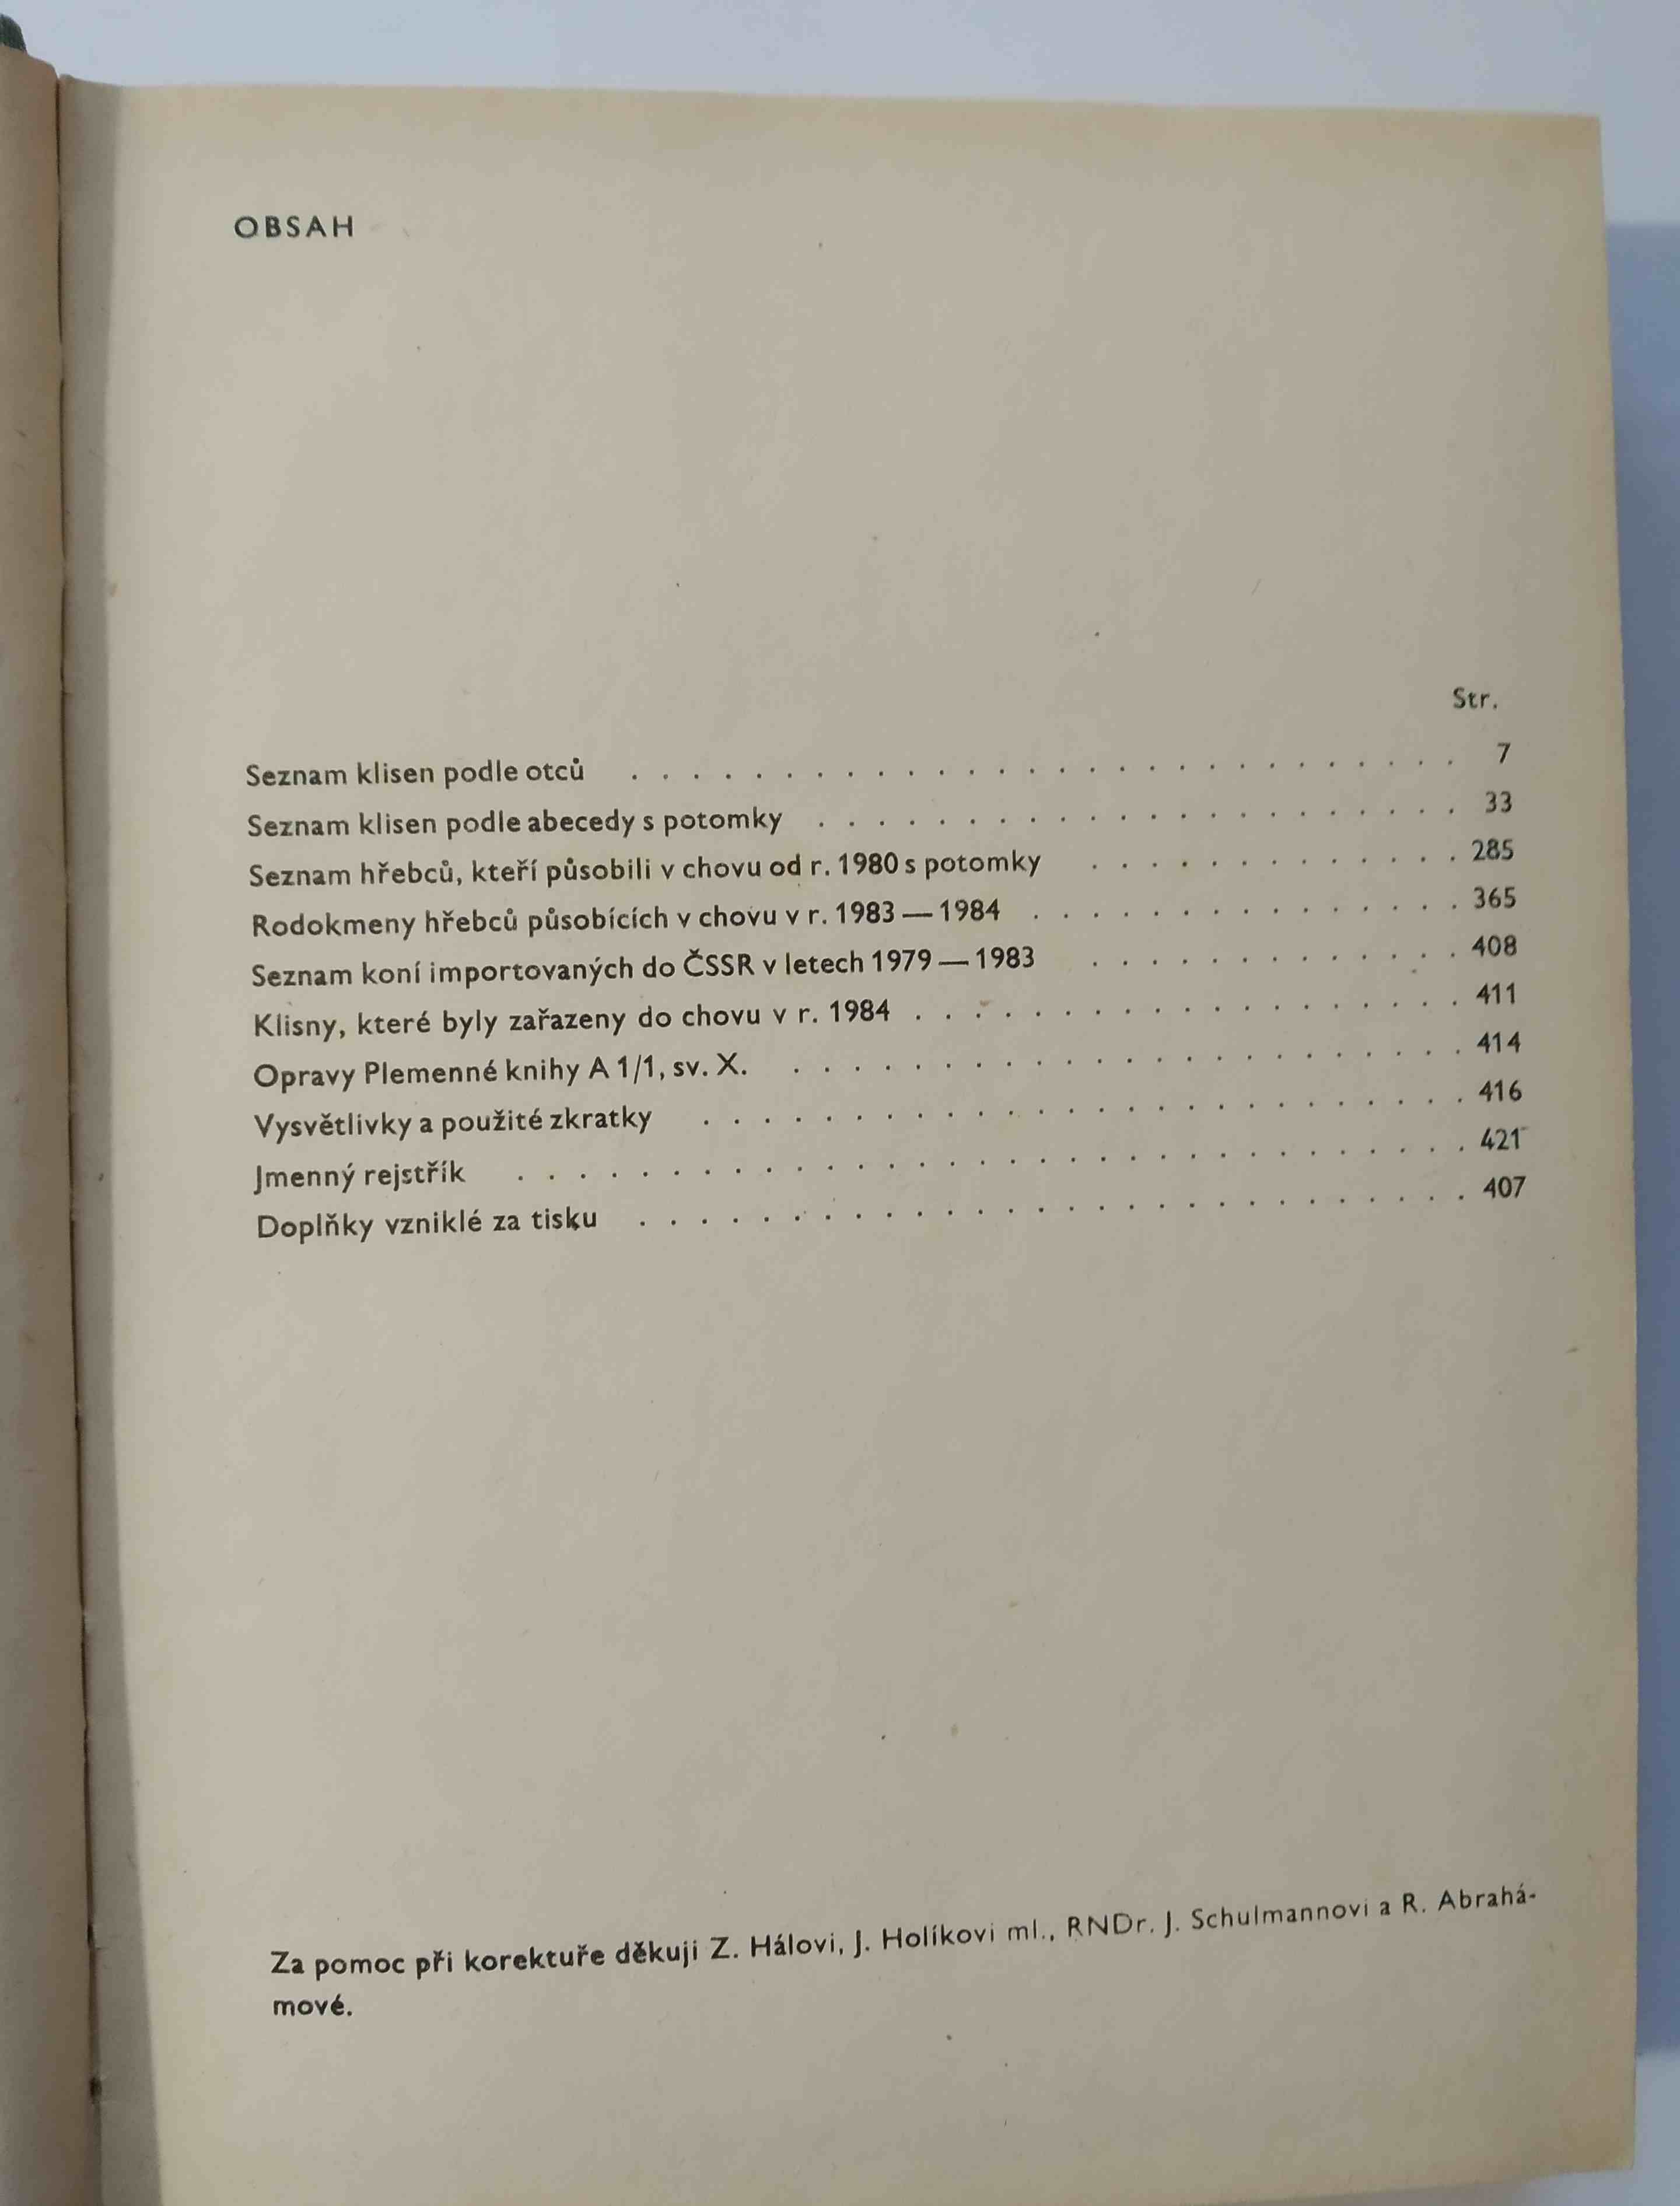 OBSAH
Str.
Seznam klisen podle otců . . . . . . . . . . . . . . . . . . . . . . . . . . . . 7
Seznam klisen podle abecedy s potomky . . . . . . . . . . . . . . . . . . . . . . 33
Seznam hřebců, kteří působili v chovu od r. 1980 s potomky . . . . . . . . . . . . . 285
Rodokmeny hřebců působících v chovu v r. 1983 — 1984 . . . . . . . . . . . . . . . 365
Seznam koní importovaných do ČSSR v letech 1979 — 1983 . . . . . . . . . . . . . 408
Klisny, které byly zařazeny do chovu v r. 1984 . . . . . . . . . . . . . . . . . . . 411
Opravy Plemenné knihy A 1/1, sv. X. . . . . . . . . . . . . . . . . . . . . . . . 414
Vysvětlivky a použité zkratky . . . . . . . . . . . . . . . . . . . . . . . . . . 416
Jmenný rejstřík . . . . . . . . . . . . . . . . . . . . . . . . . . . . . . . . 421
Doplňky vzniklé za tisku . . . . . . . . . . . . . . . . . . . . . . . . . . . . 407
Za pomoc při korektuře děkuji Z. Hálovi, J. Holíkovi ml., RNDr. J. Schulmannovi a R. Abrahá-
mové.